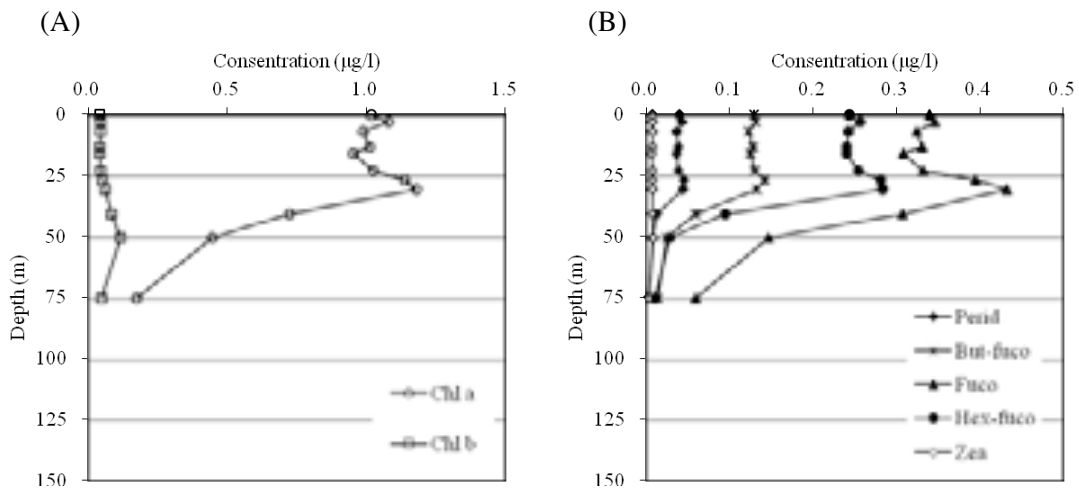 (A)
Consentration (µg/l)
0.0 0.5 1.0 1.5
Depth (m)
0
25
50
75
100
125
150
Chl a
Chl b
(B)
Consentration (µg/l)
0.0 0.1 0.2 0.3 0.4 0.5
Depth (m)
0
25
50
75
100
125
150
Perid
But-fuco
Fuco
Hex-fuco
Zea